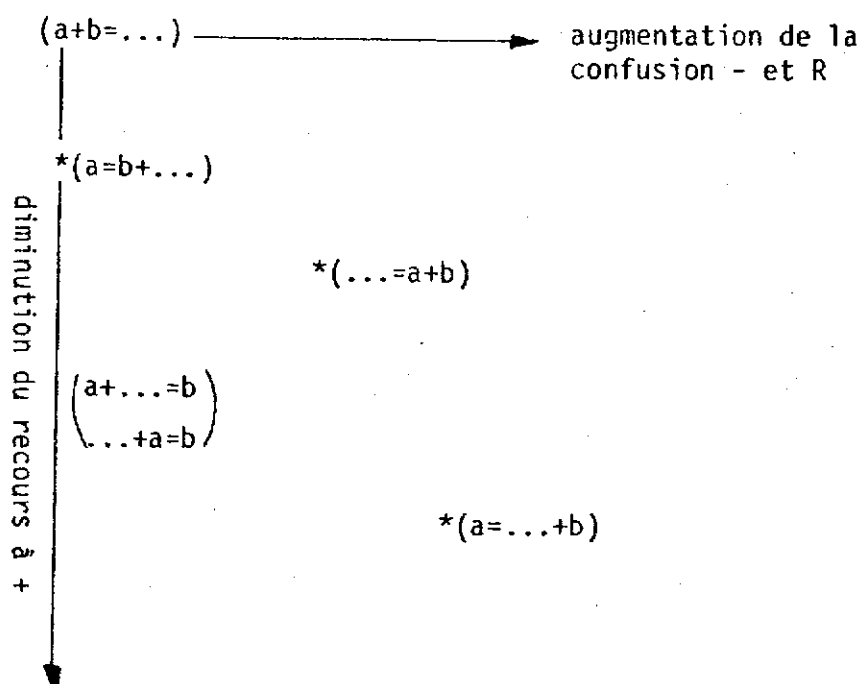 (a+b=...)
augmentation de la
confusion - et R
*(a=b+...)
*(...=a+b)
diminution du recours à +
(a+...=b
...+a=b)
*(a=...+b)